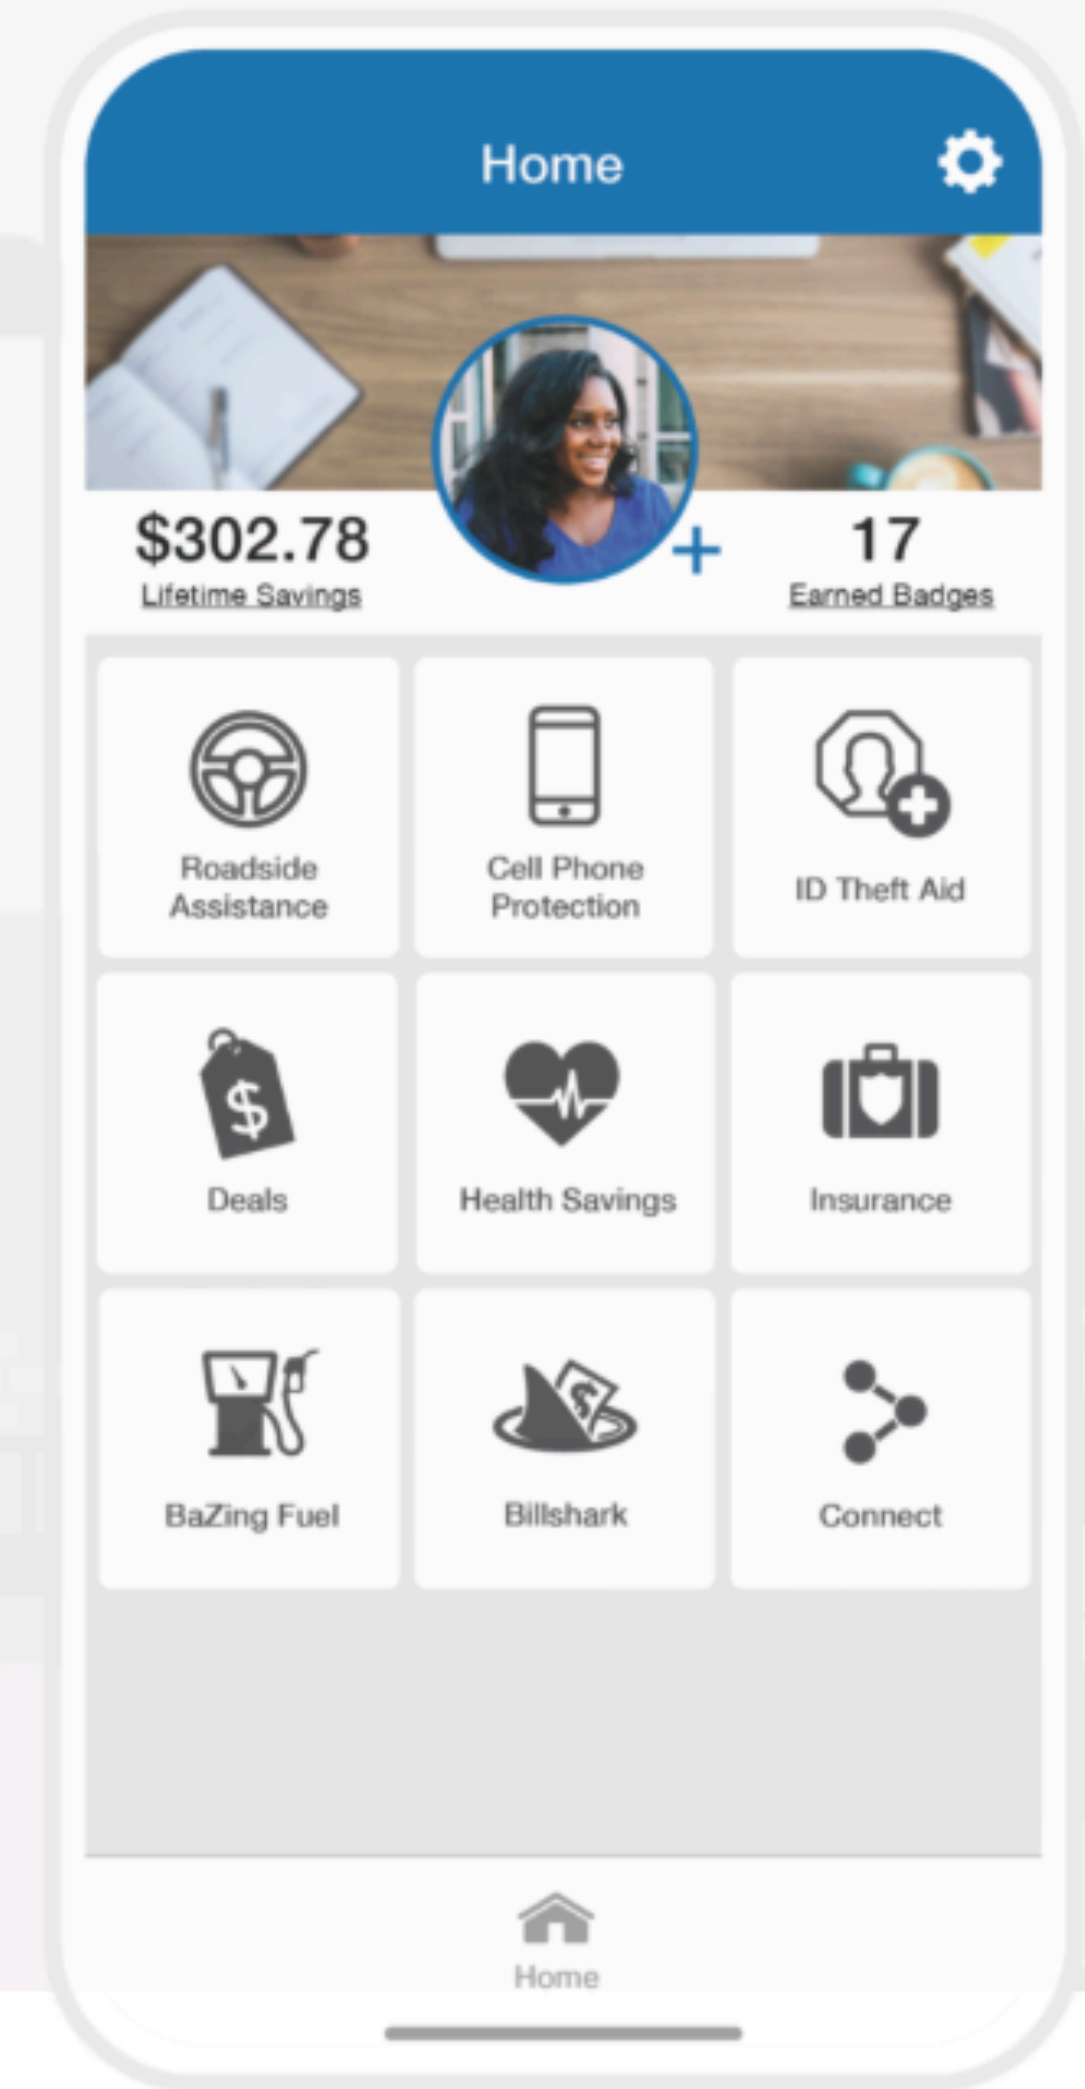 Home
$302.78
Lifetime Savings
17
Earned Badges
Roadside
Assistance
Cell Phone
Protection
ID Theft Aid
$
Deals
Health Savings
Insurance
$
BaZing Fuel
Billshark
Connect
Home